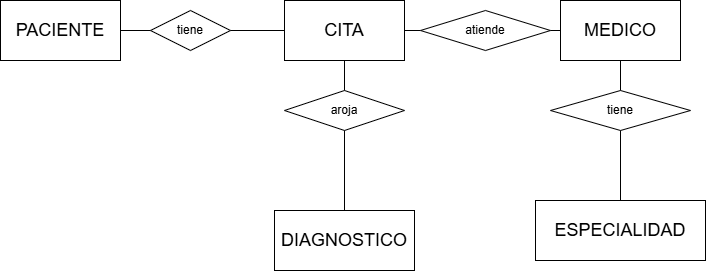 PACIENTE
tiene
CITA
atiende
MEDICO
aroja
tiene
DIAGNOSTICO
ESPECIALIDAD